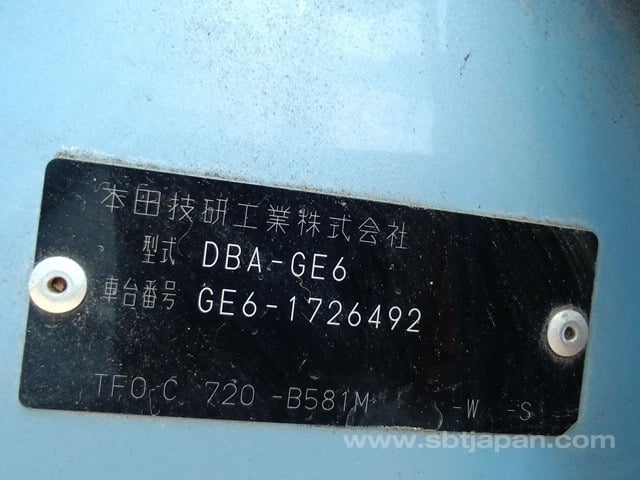 本田技研工業株式会社
型式 DBA-GE6
車台番号 GE6-1726492
TFO C 720 -B581M -W -S
www.sbtjapan.com